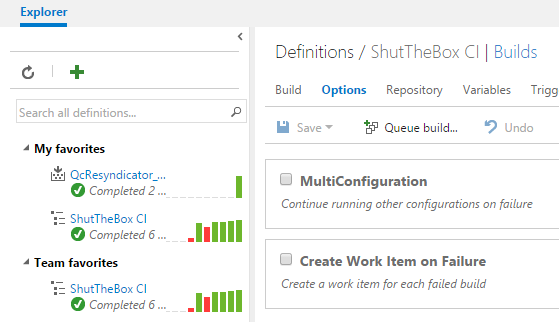 Explorer
Search all definitions...
My favorites
QcResyndicator_...
Completed 2 ...
ShutTheBox CI
Completed 6 ...
Team favorites
ShutTheBox CI
Completed 6 ...
Definitions / ShutTheBox CI | Builds
Build Options Repository Variables Trigg
Save Queue build... Undo
MultiConfiguration
Continue running other configurations on failure
Create Work Item on Failure
Create a work item for each failed build